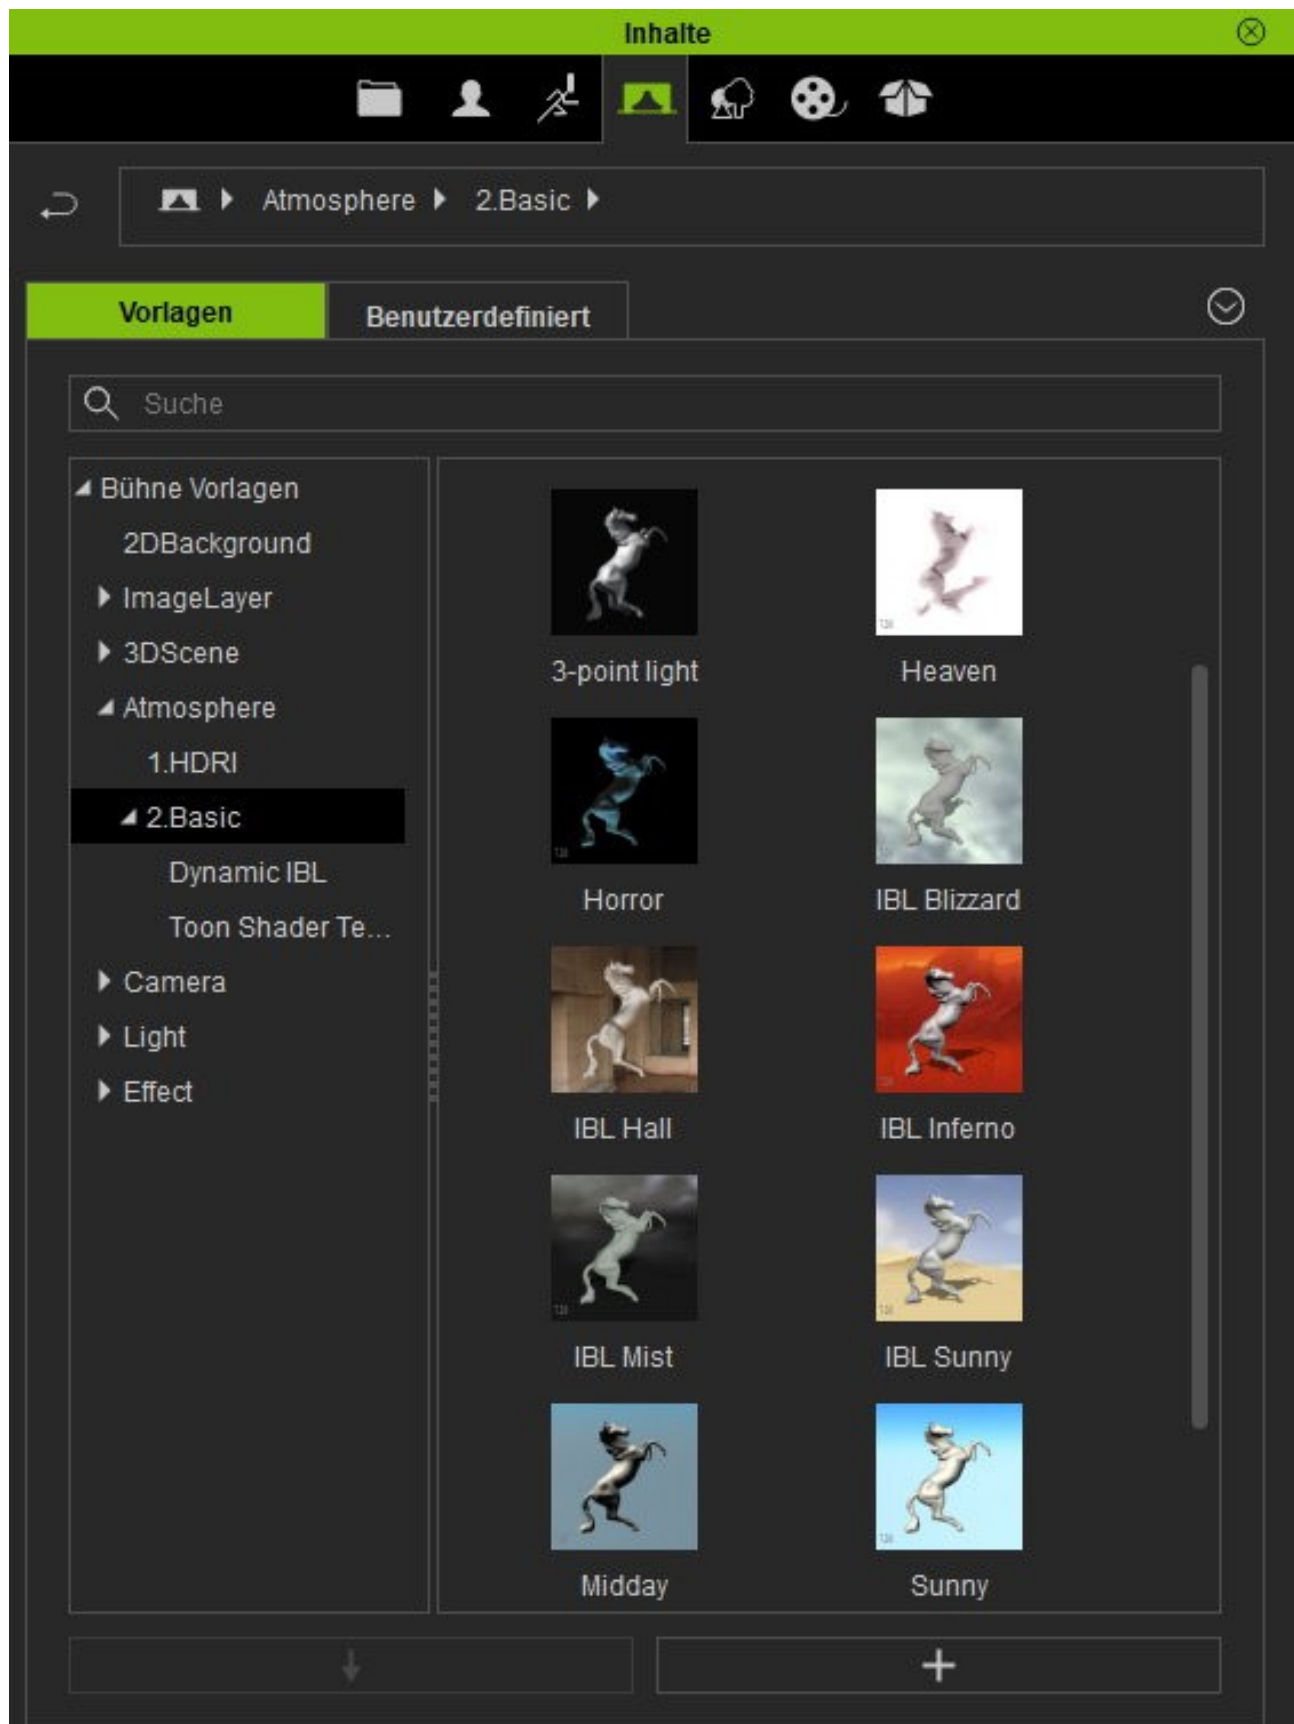 Inhalte
Atmosphere 2.Basic
Vorlagen
Benutzerdefiniert
Suche
Bühne Vorlagen
2DBackground
ImageLayer
3DScene
Atmosphere
1.HDRI
2.Basic
Dynamic IBL
Toon Shader Te...
Camera
Light
Effect
3-point light
Heaven
Horror
IBL Blizzard
IBL Hall
IBL Inferno
IBL Mist
IBL Sunny
Midday
Sunny